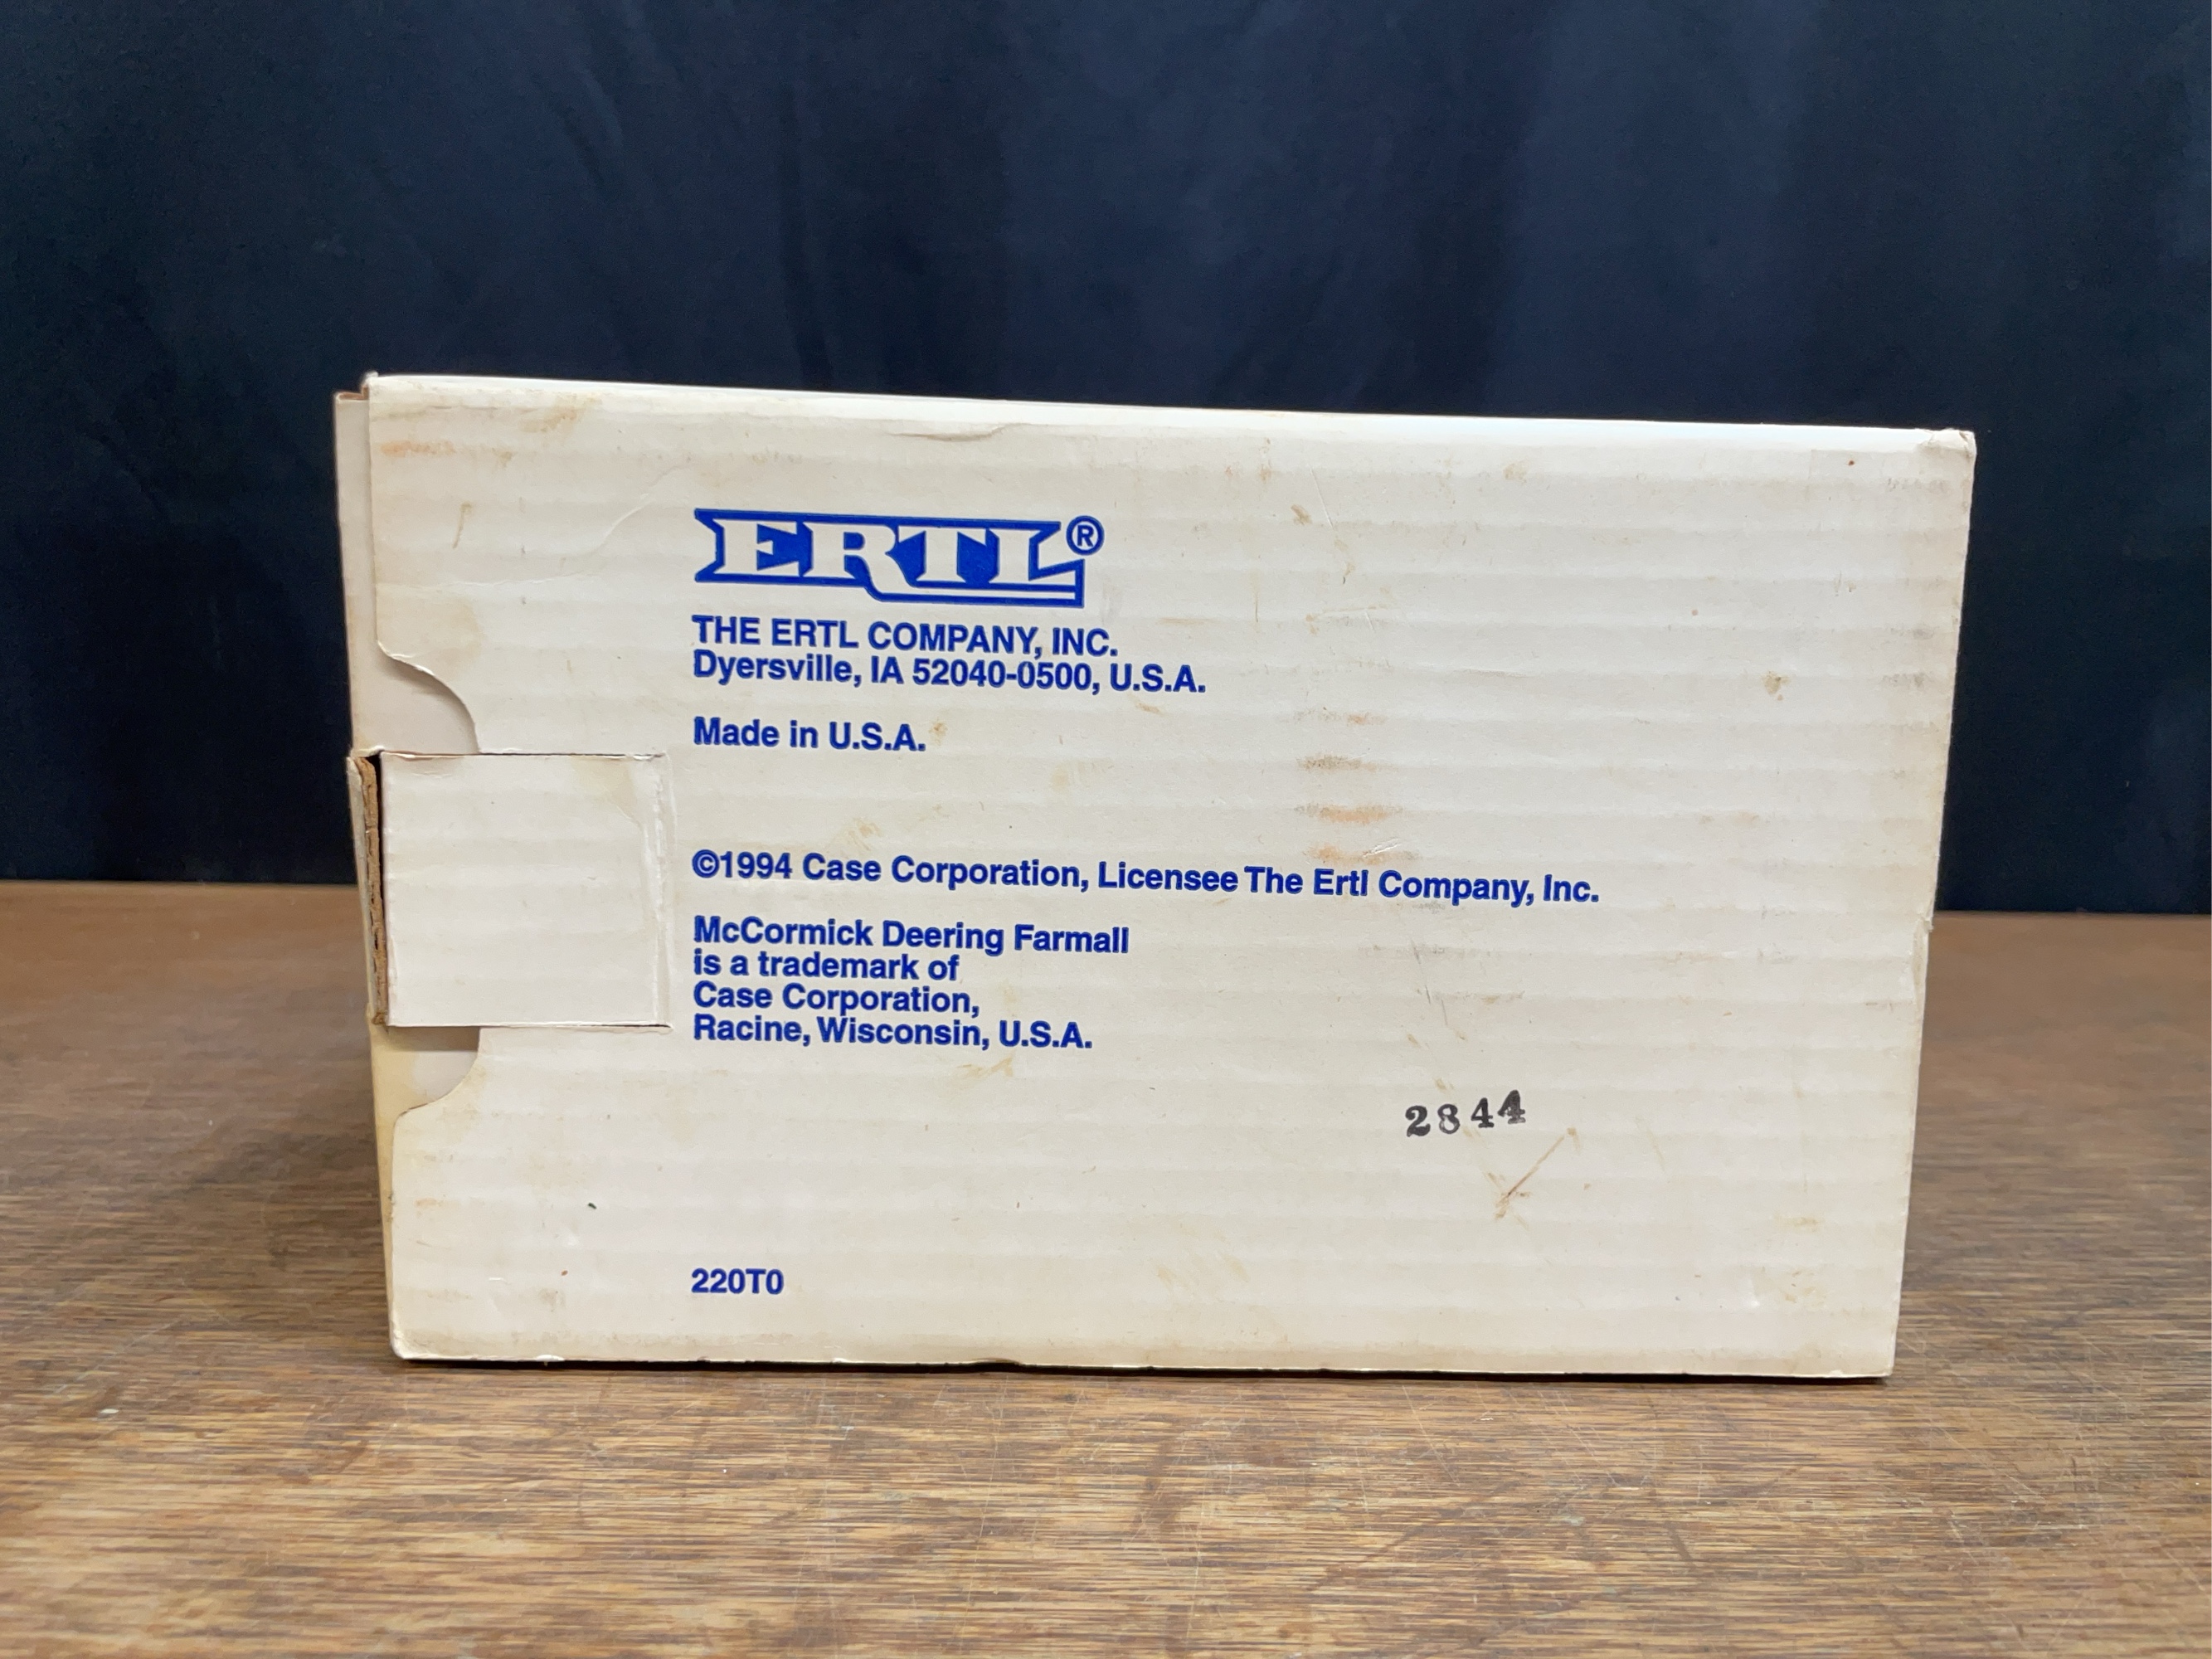 ERTL®
THE ERTL COMPANY, INC.
Dyersville, IA 52040-0500, U.S.A.
Made in U.S.A.
©1994 Case Corporation, Licensee The Ertl Company, Inc.
McCormick Deering Farmall
is a trademark of
Case Corporation,
Racine, Wisconsin, U.S.A.
2844
220T0